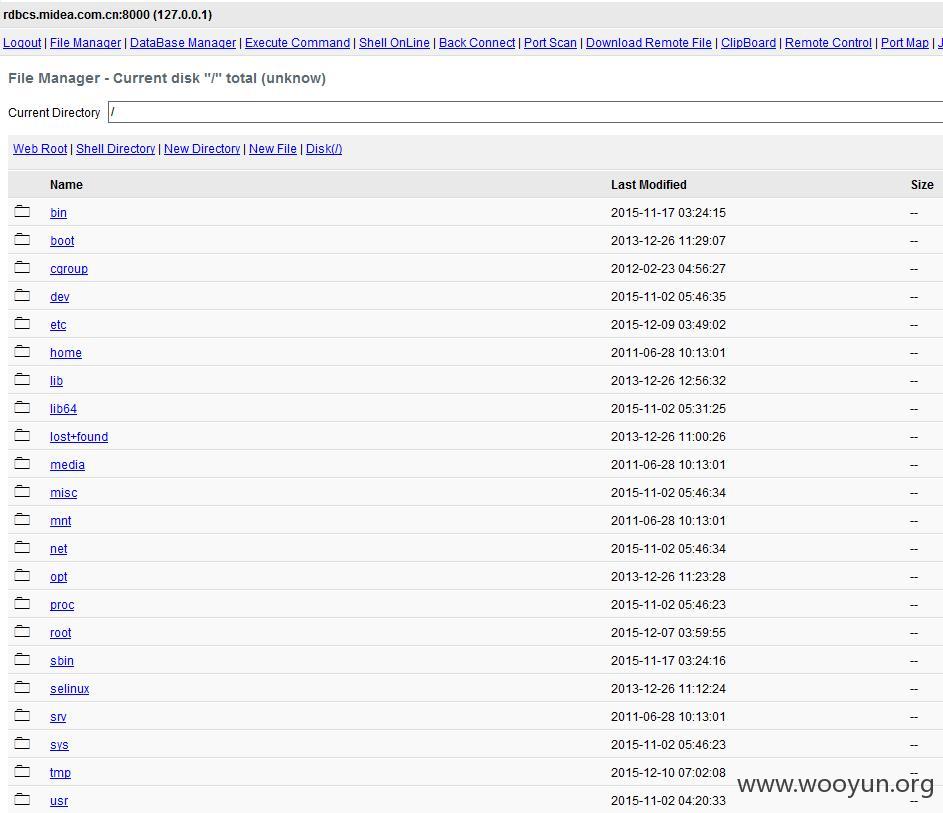 rdbcs.midea.com.cn:8000 (127.0.0.1)
Logout | File Manager | DataBase Manager | Execute Command | Shell OnLine | Back Connect | Port Scan | Download Remote File | ClipBoard | Remote Control | Port Map | J
File Manager - Current disk "/" total (unknow)
Current Directory /
Web Root | Shell Directory | New Directory | New File | Disk(/)
Name Last Modified Size
bin 2015-11-17 03:24:15 --
boot 2013-12-26 11:29:07 --
cgroup 2012-02-23 04:56:27 --
dev 2015-11-02 05:46:35 --
etc 2015-12-09 03:49:02 --
home 2011-06-28 10:13:01 --
lib 2013-12-26 12:56:32 --
lib64 2015-11-02 05:31:25 --
lost+found 2013-12-26 11:00:26 --
media 2011-06-28 10:13:01 --
misc 2015-11-02 05:46:34 --
mnt 2011-06-28 10:13:01 --
net 2015-11-02 05:46:34 --
opt 2013-12-26 11:23:28 --
proc 2015-11-02 05:46:23 --
root 2015-12-07 03:59:55 --
sbin 2015-11-17 03:24:16 --
selinux 2013-12-26 11:12:24 --
srv 2011-06-28 10:13:01 --
sys 2015-11-02 05:46:23 --
tmp 2015-12-10 07:02:08 --
www.wooyun.org
usr 2015-11-02 04:20:33 --